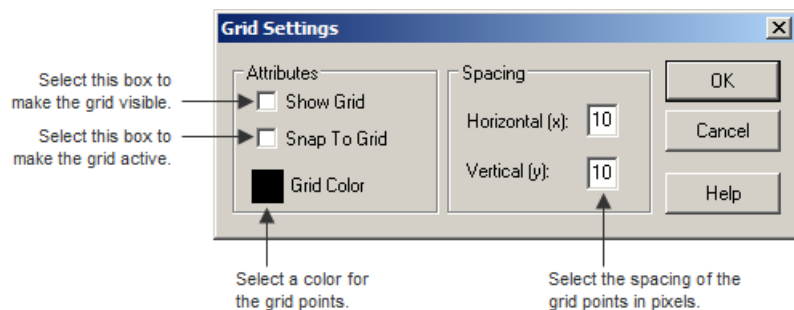 Grid Settings
Attributes
Select this box to
make the grid visible.
Show Grid
Select this box to
make the grid active.
Snap To Grid
Grid Color
Spacing
Horizontal (x): 10
Vertical (y): 10
OK
Cancel
Help
Select a color for
the grid points.
Select the spacing of the
grid points in pixels.